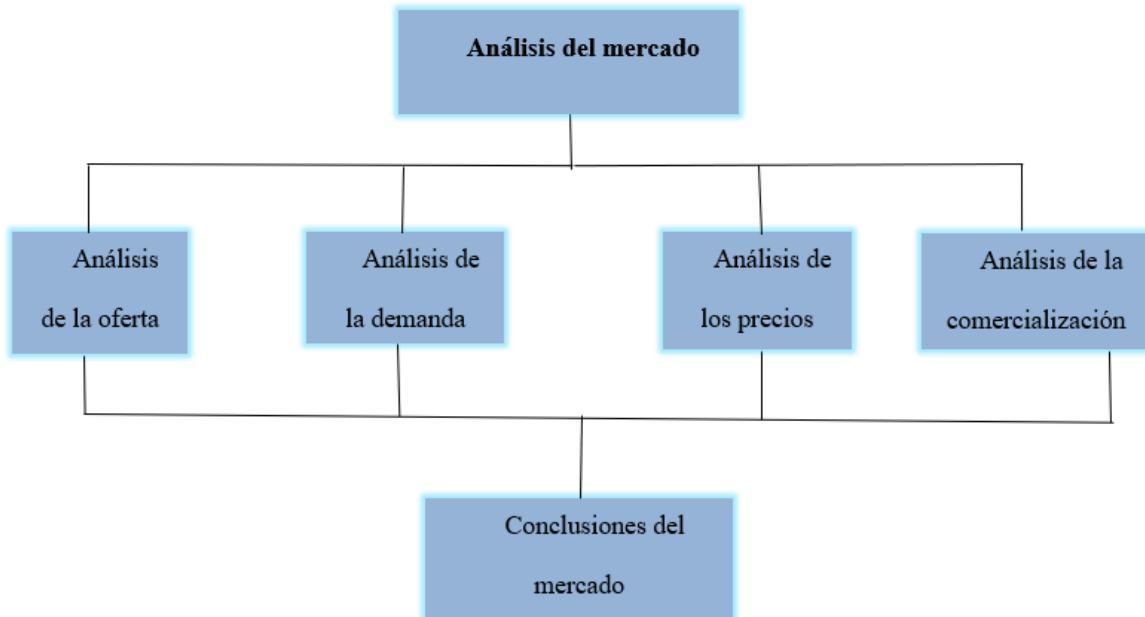 Análisis del mercado
Análisis
de la oferta
Análisis de
la demanda
Análisis de
los precios
Análisis de la
comercialización
Conclusiones del
mercado